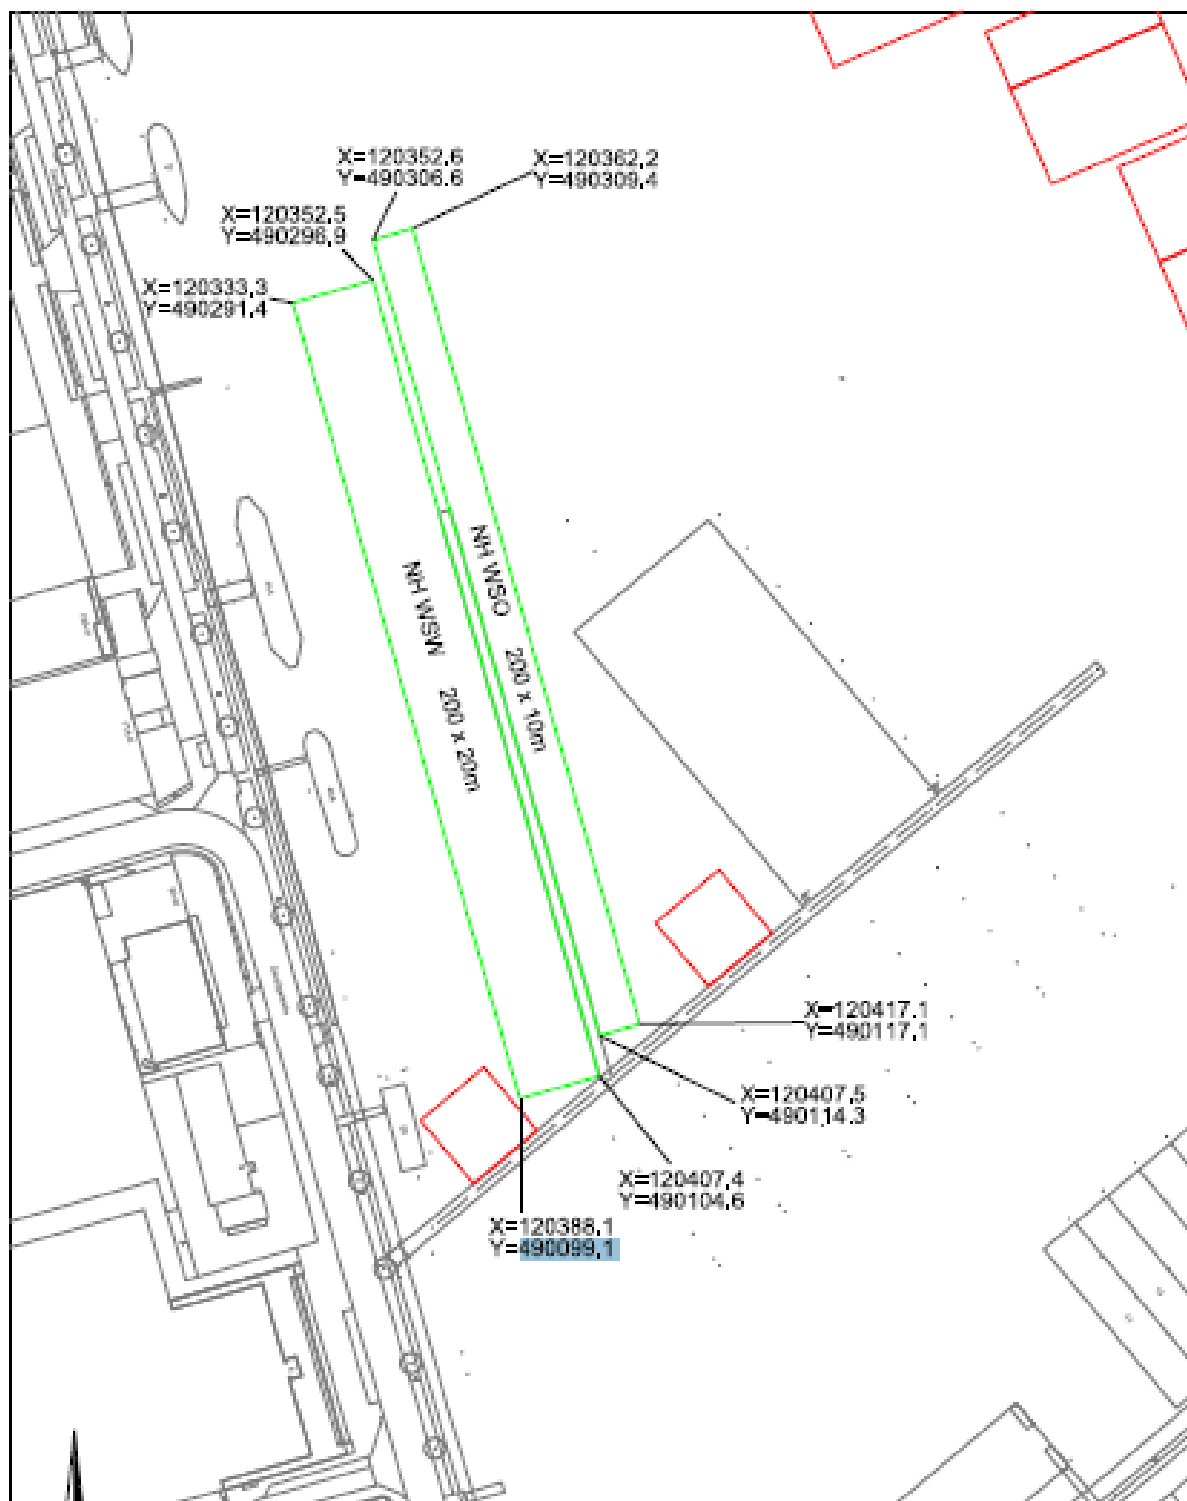 X=120352,6
Y=490306.6
X=120362,2
Y=490309.4
X=120352,5
Y=490296,9
X=120333,3
Y=490291,4
NH WSO 200 x 10m
NH WSW 200 x 20m
X=120417.1
Y=490117,1
X=120407,5
Y=490114.3
X=120407,4
Y=490104,6
X=120388,1
Y=490099,1